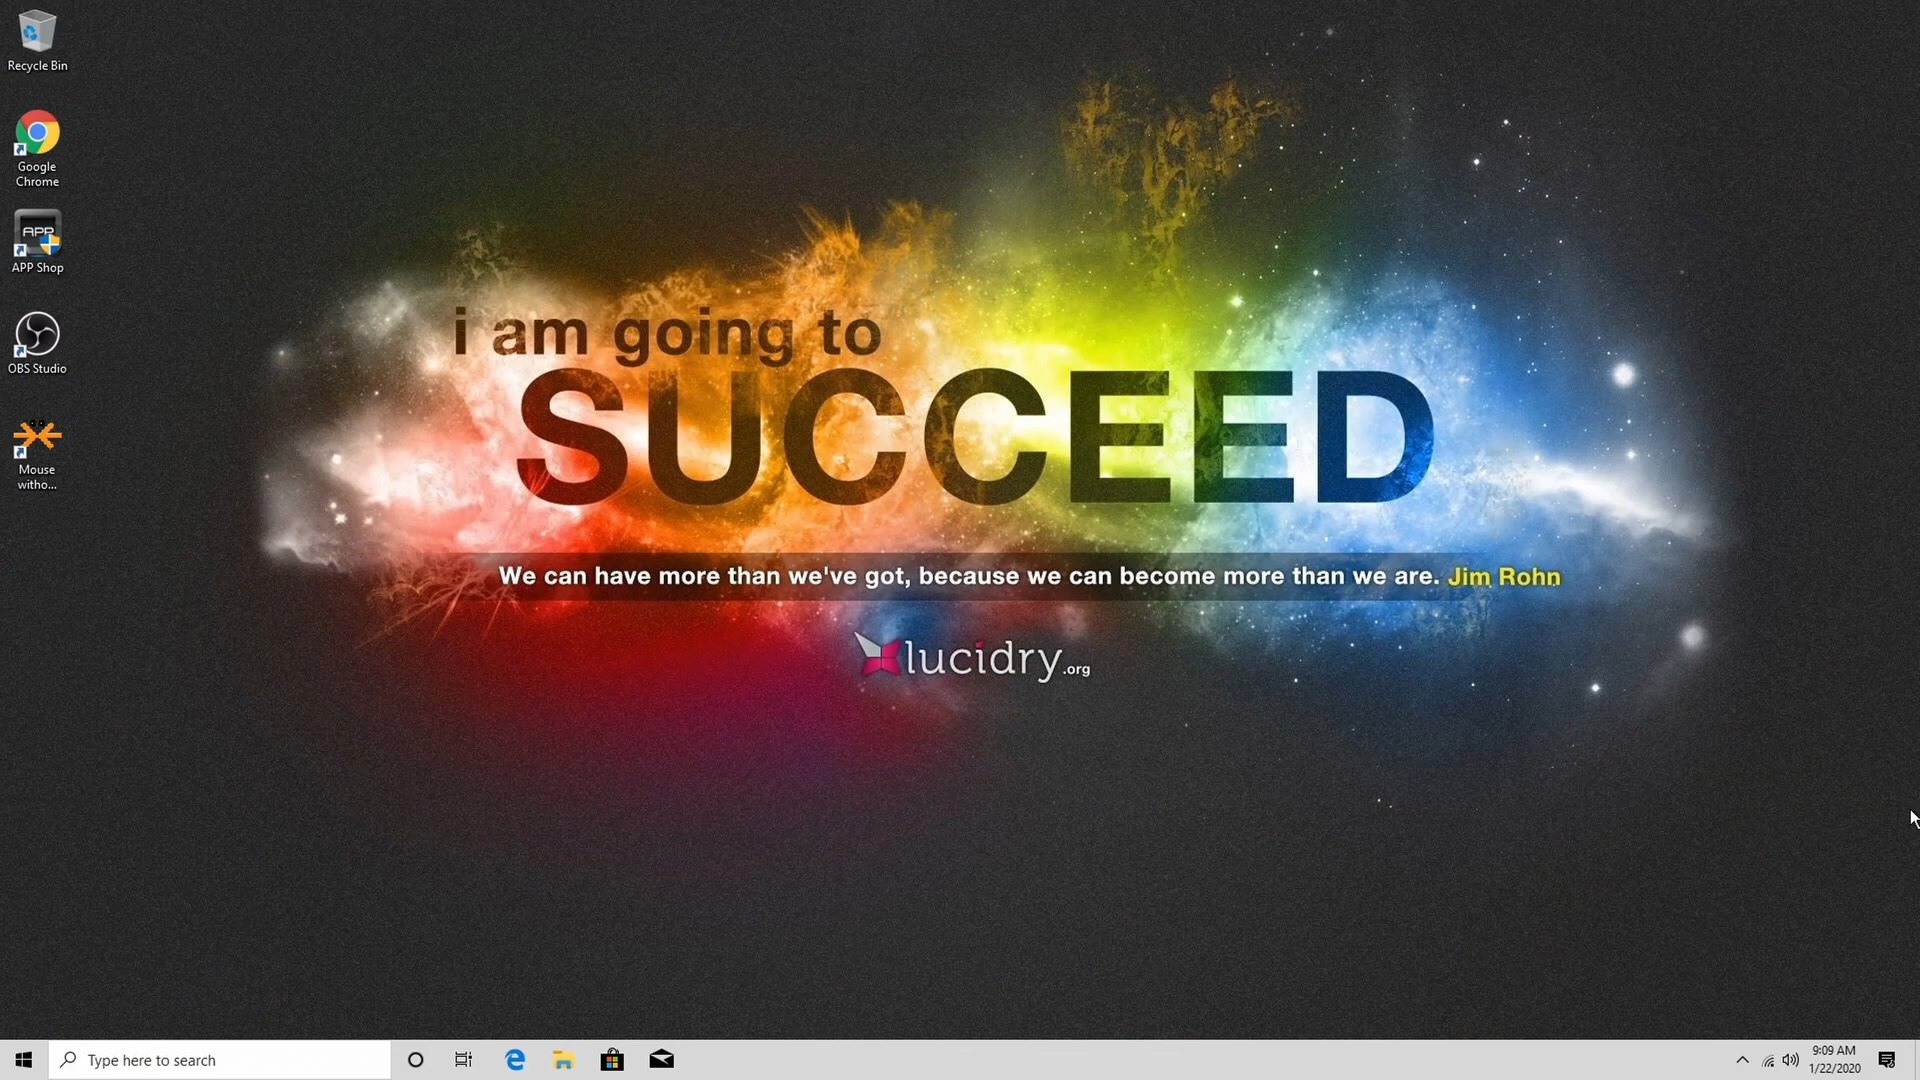 Recycle Bin
Google
Chrome
APP
APP Shop
OBS Studio
Mouse
witho...
i am going to
SUCCEED
We can have more than we've got, because we can become more than we are. Jim Rohn
lucidry.org
Type here to search
9:09 AM
1/22/2020